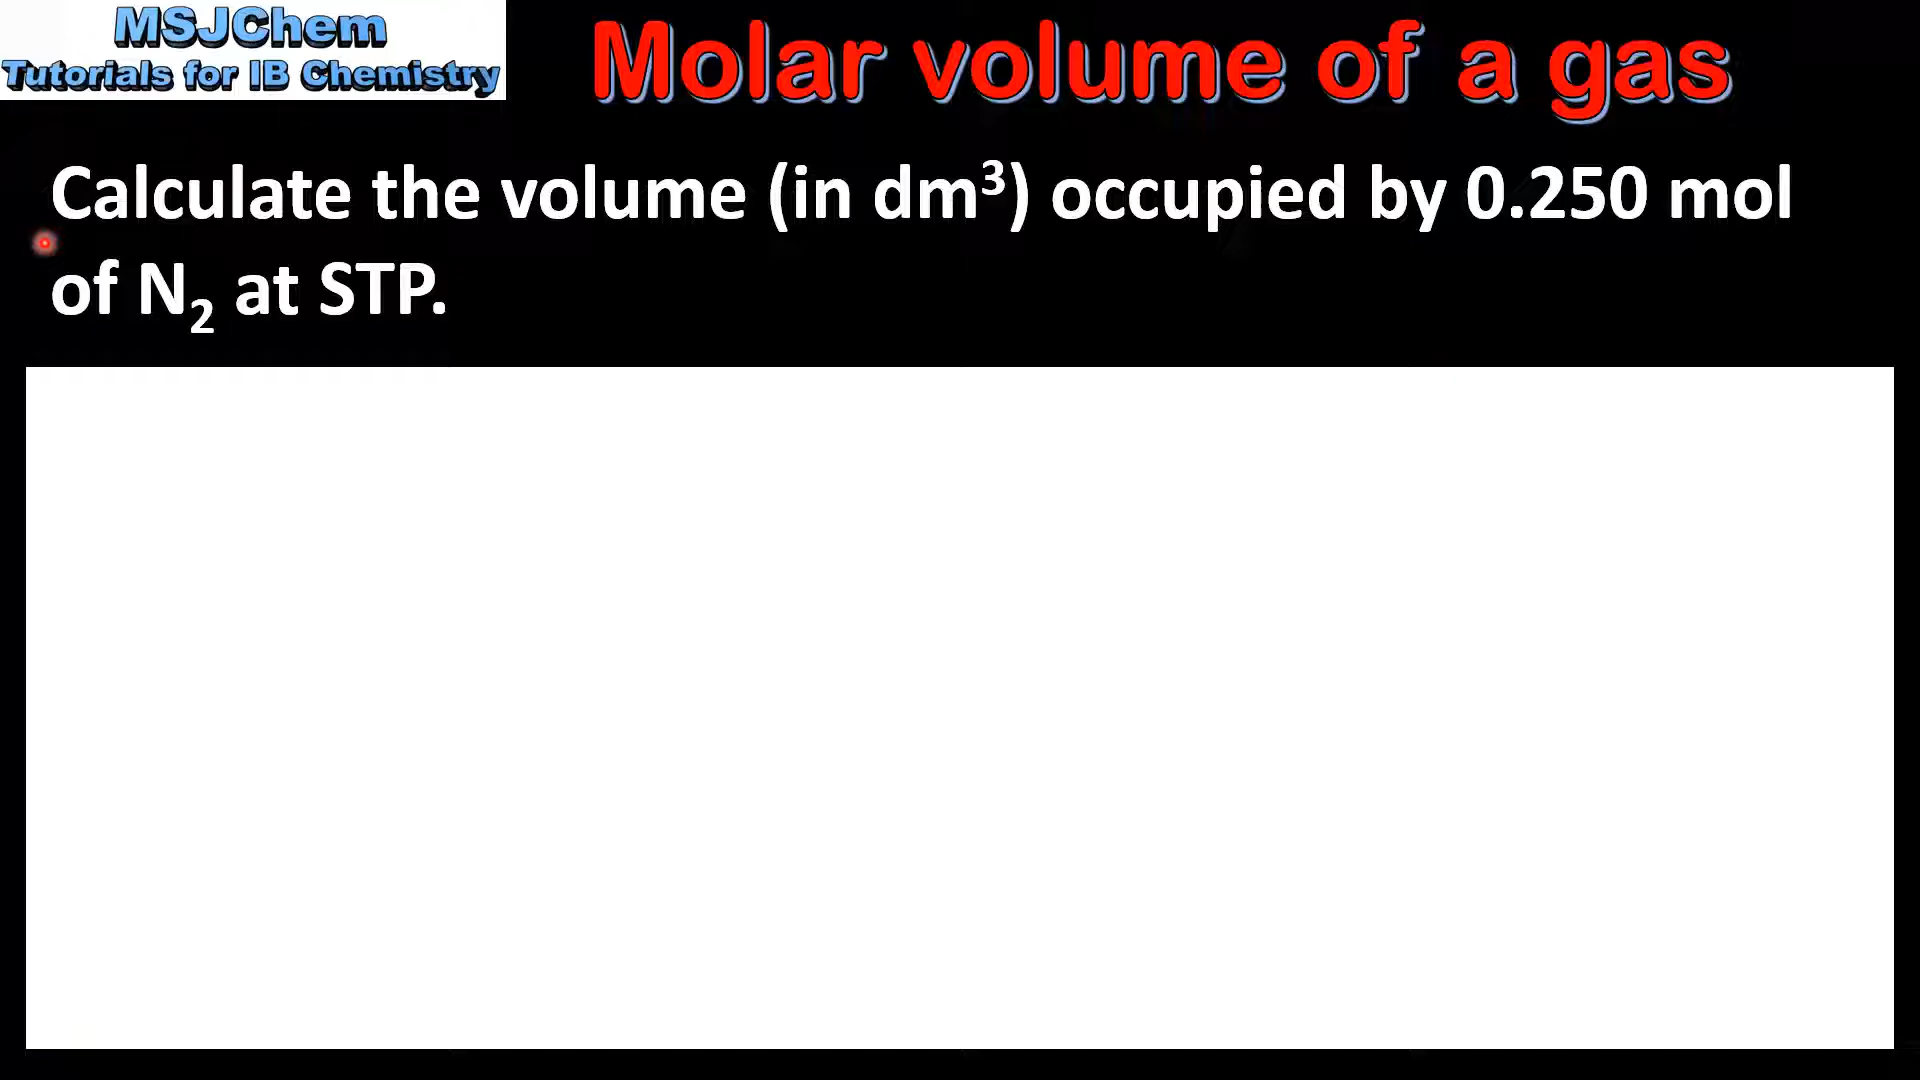 MSJChem
Tutorials for IB Chemistry
Molar volume of a gas
Calculate the volume (in dm³) occupied by 0.250 mol
of N₂ at STP.